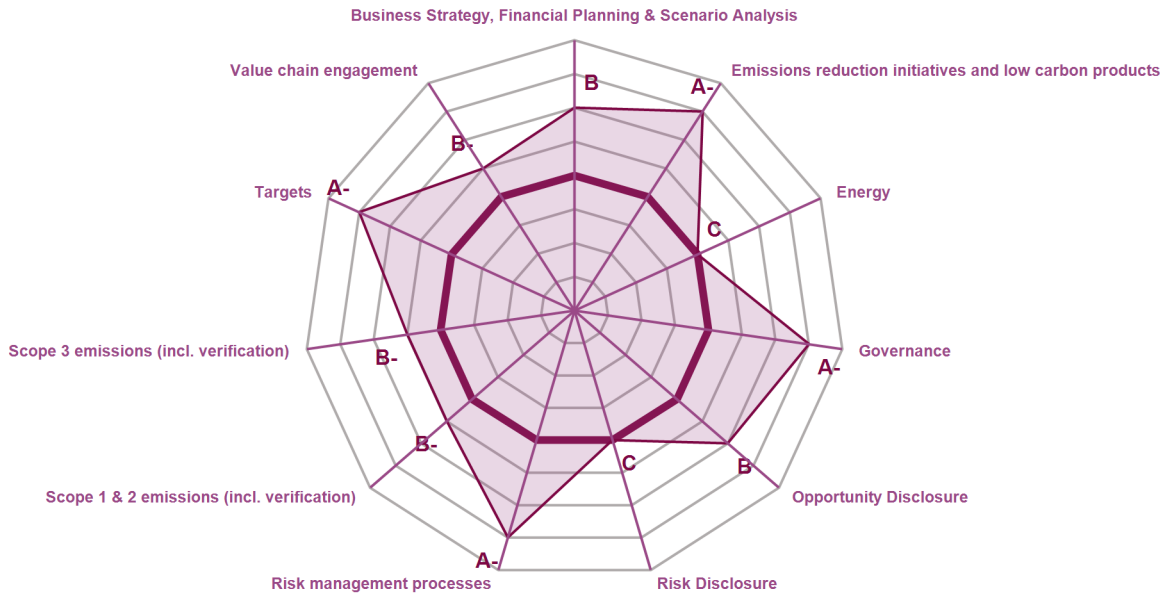 Business Strategy, Financial Planning & Scenario Analysis
Value chain engagement
Emissions reduction initiatives and low carbon products
B
A-
B-
Targets
A-
Energy
C
Scope 3 emissions (incl. verification)
B-
Governance
A-
B-
C
B
Scope 1 & 2 emissions (incl. verification)
Opportunity Disclosure
A-
Risk management processes
Risk Disclosure